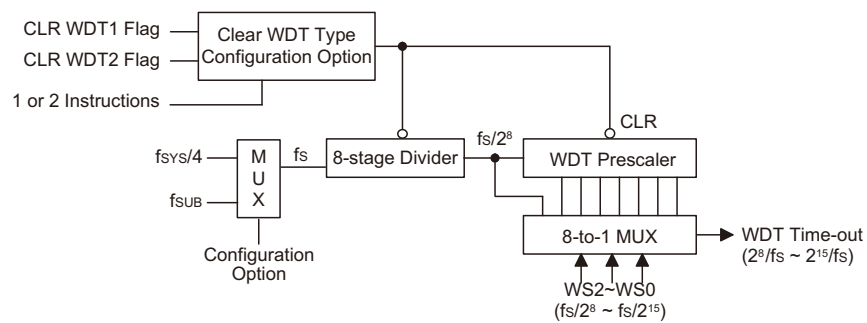 CLR WDT1 Flag
CLR WDT2 Flag
1 or 2 Instructions
Clear WDT Type
Configuration Option
CLR
fSYS/4
fSUB
M
U
X
Configuration
Option
fS
8-stage Divider
fS/2⁸
WDT Prescaler
8-to-1 MUX
WDT Time-out
(2⁸/fS ~ 2¹⁵/fS)
WS2~WS0
(fS/2⁸ ~ fS/2¹⁵)